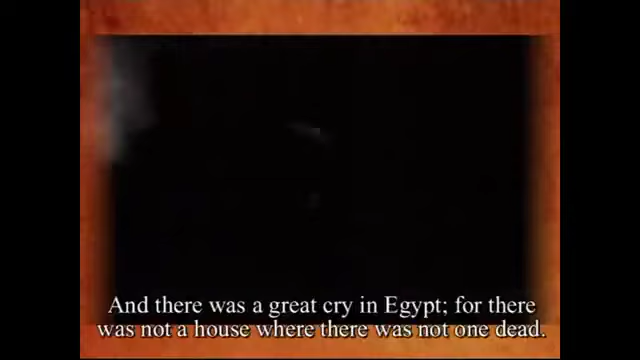 And there was a great cry in Egypt; for there
was not a house where there was not one dead.